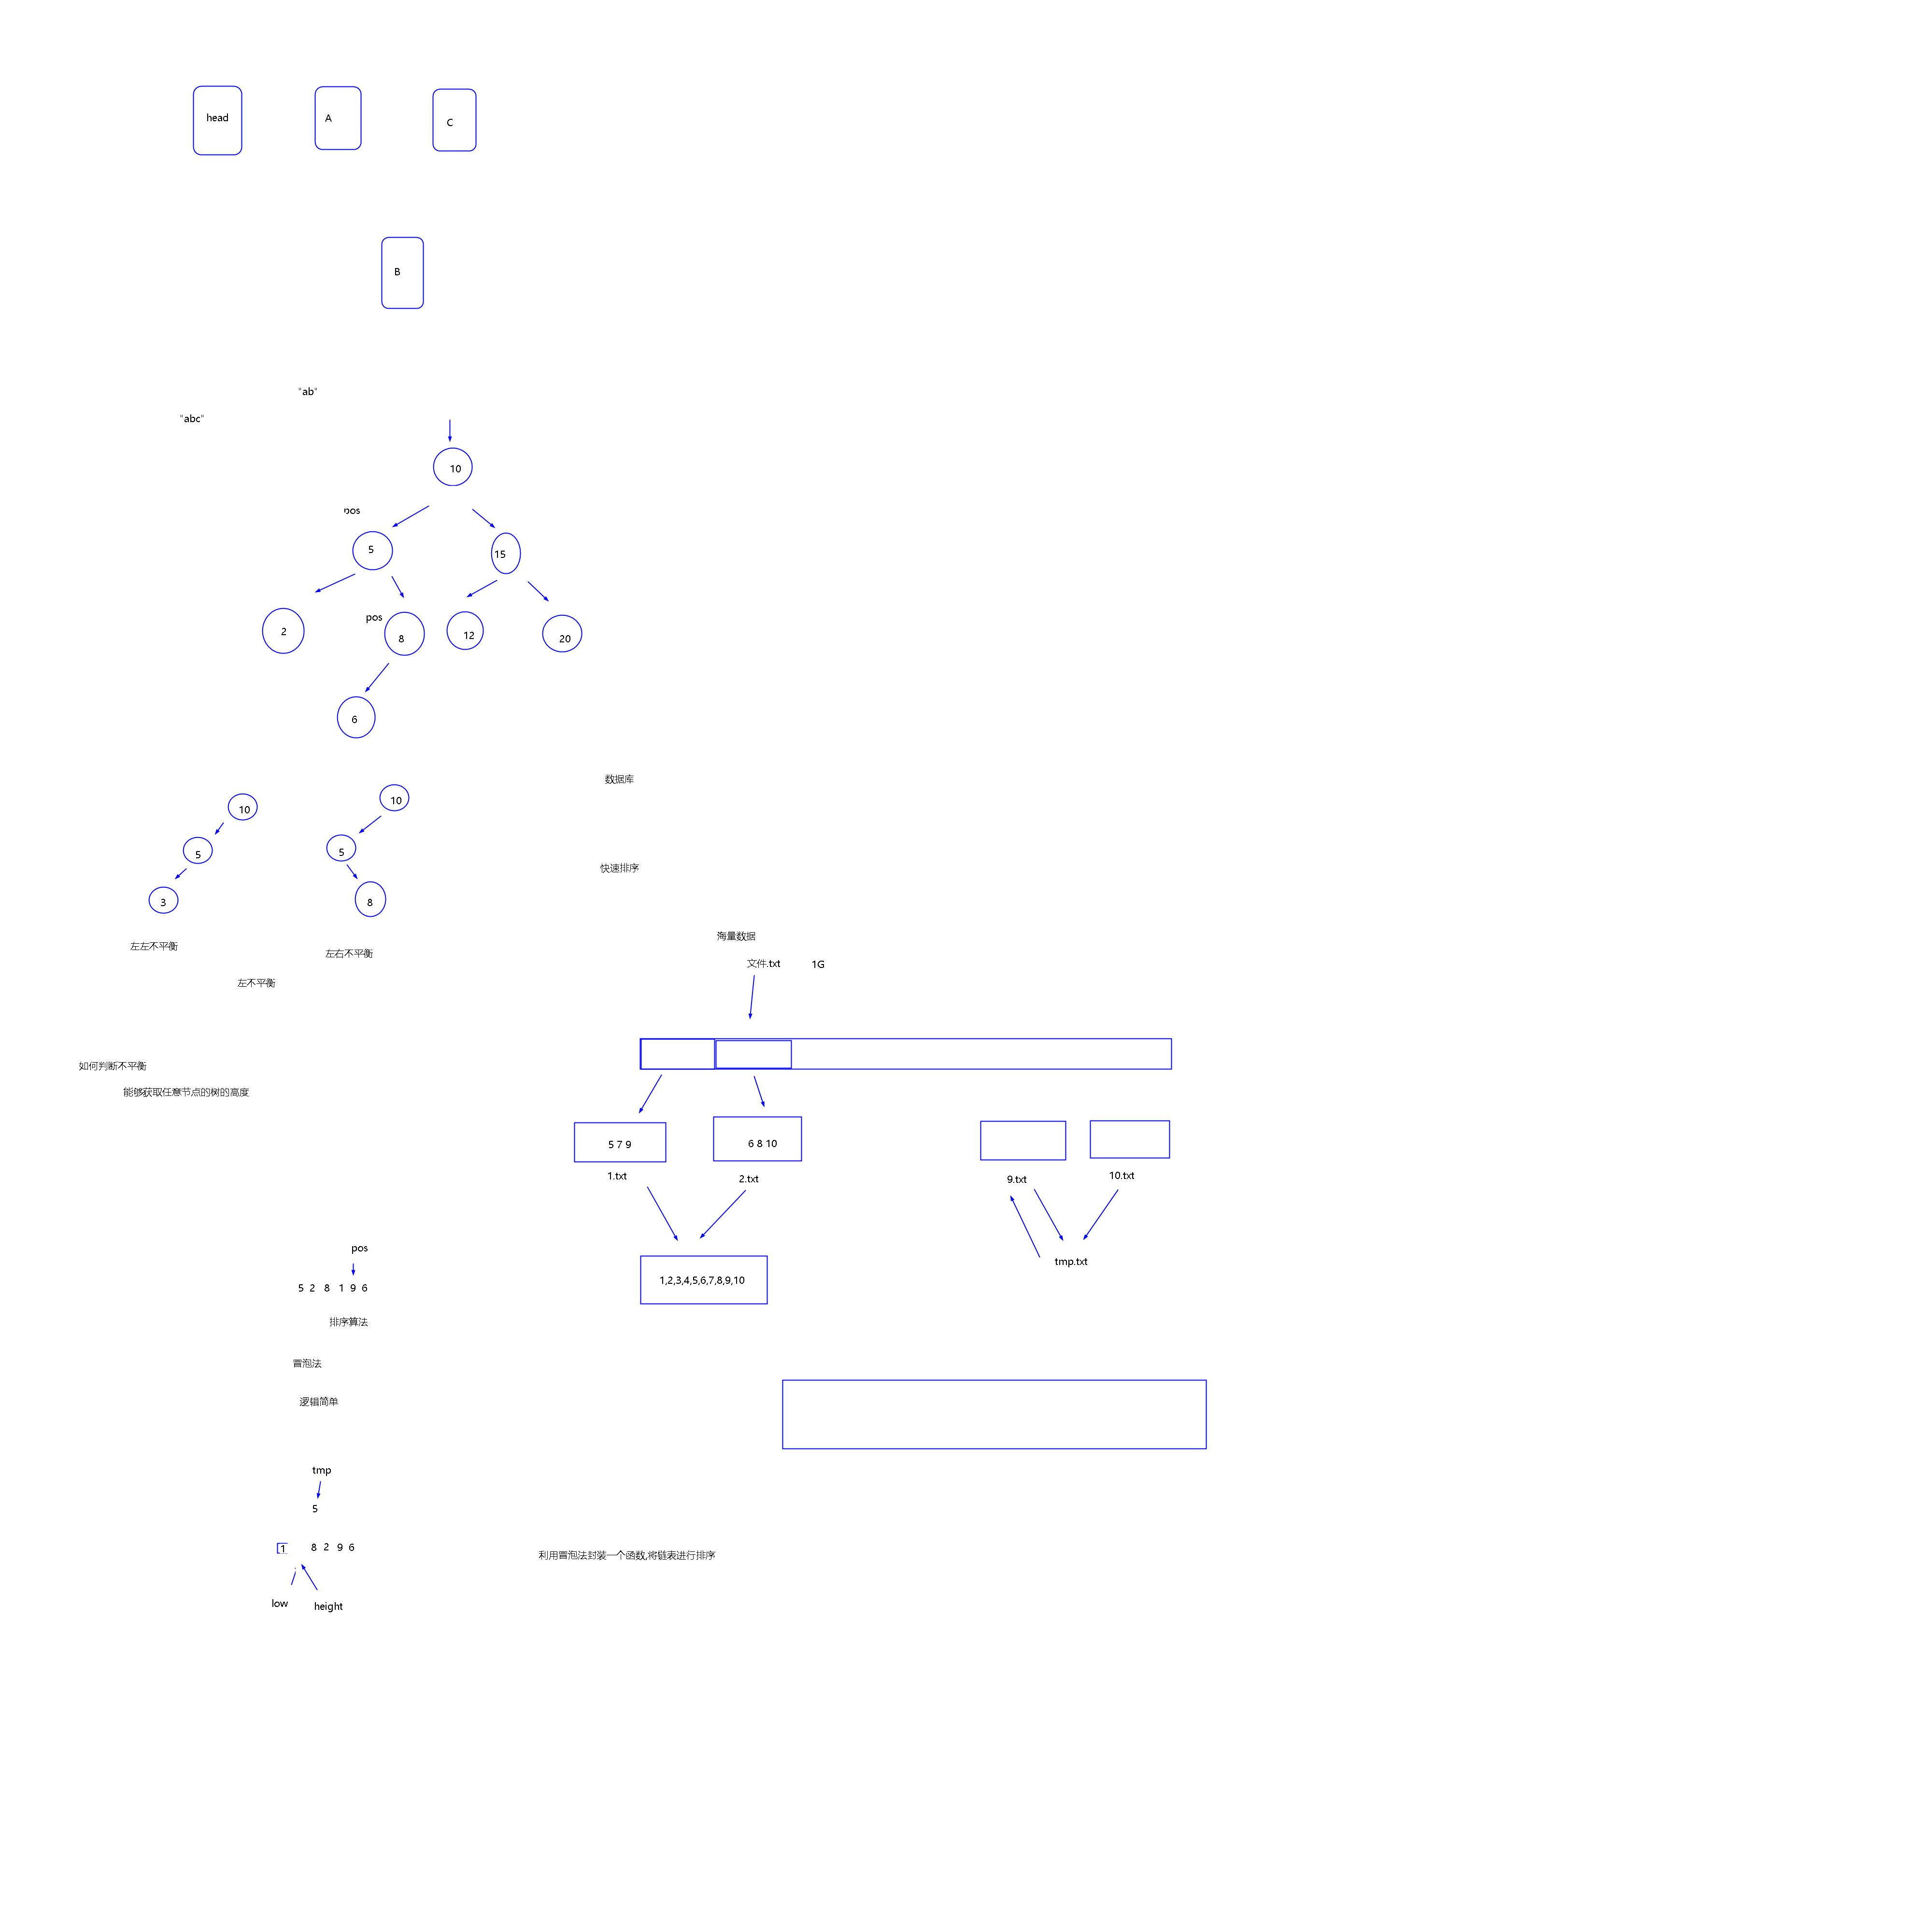 head
A
C
B
"ab"
"abc"
10
pos
5
15
2
pos
8
12
20
6
数据库
10
10
5
5
快速排序
3
8
海量数据
左左不平衡
左右不平衡
文件.txt 1G
左不平衡
如何判断不平衡
能够获取任意节点的树的高度
5 7 9
6 8 10
1.txt
2.txt
9.txt
10.txt
pos
tmp.txt
5 2 8 1 9 6
1,2,3,4,5,6,7,8,9,10
排序算法
冒泡法
逻辑简单
tmp
5
1 8 2 9 6
利用冒泡法封装一个函数,将链表进行排序
low
height